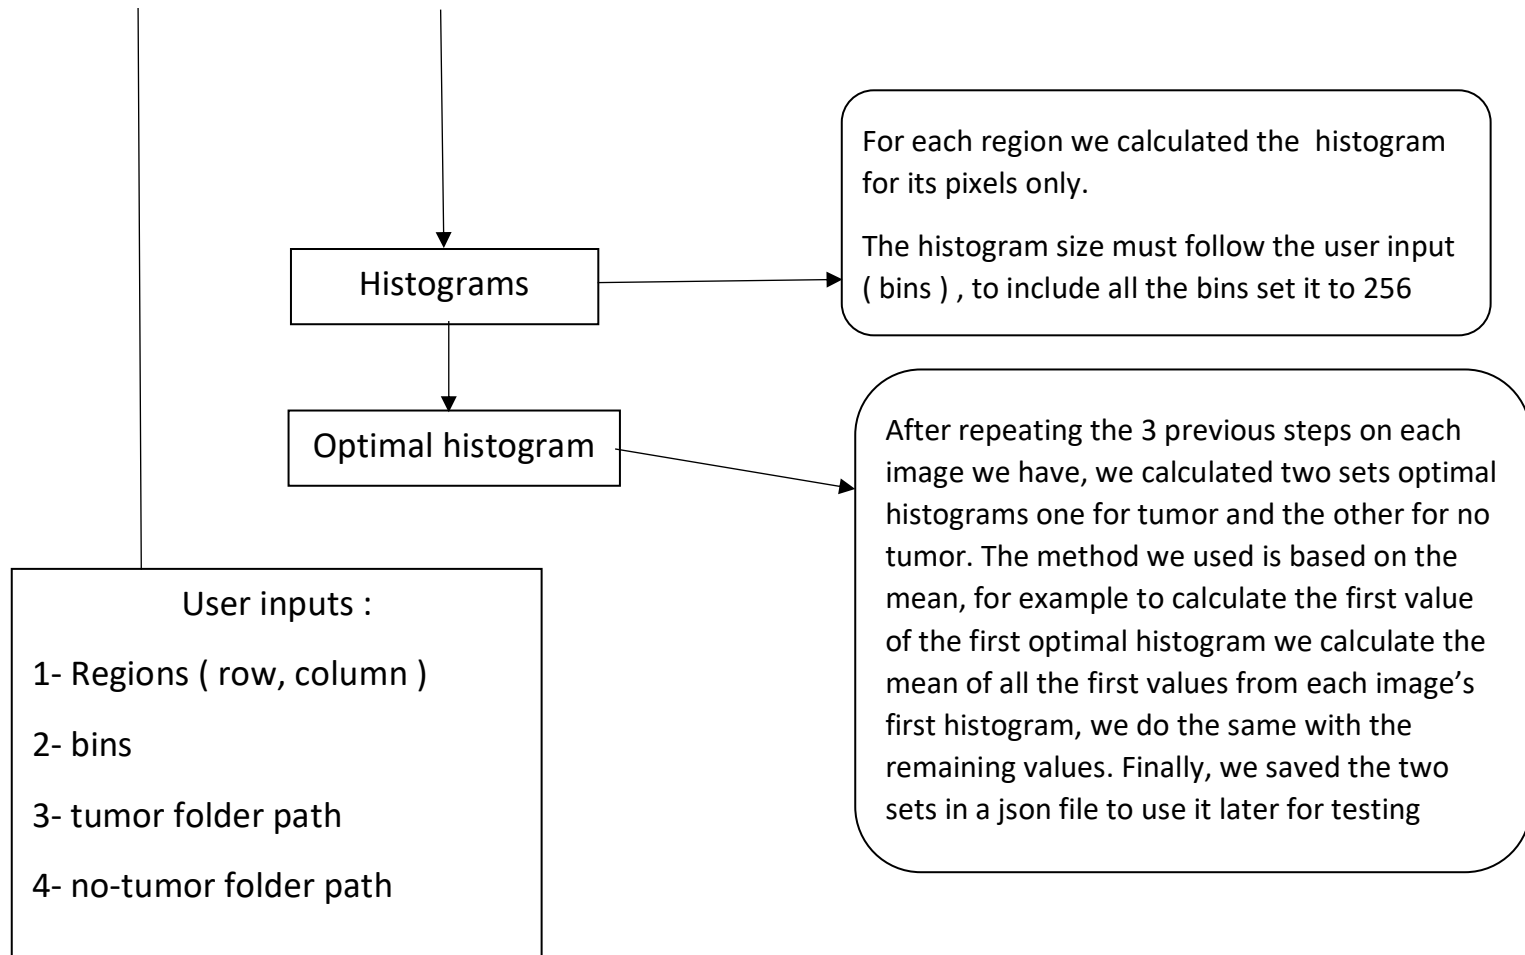 For each region we calculated the  histogram
for its pixels only.
The histogram size must follow the user input
( bins ) , to include all the bins set it to 256
Histograms
Optimal histogram
After repeating the 3 previous steps on each
image we have, we calculated two sets optimal
histograms one for tumor and the other for no
tumor. The method we used is based on the
mean, for example to calculate the first value
of the first optimal histogram we calculate the
mean of all the first values from each image’s
first histogram, we do the same with the
remaining values. Finally, we saved the two
sets in a json file to use it later for testing
User inputs :
1- Regions ( row, column )
2- bins
3- tumor folder path
4- no-tumor folder path